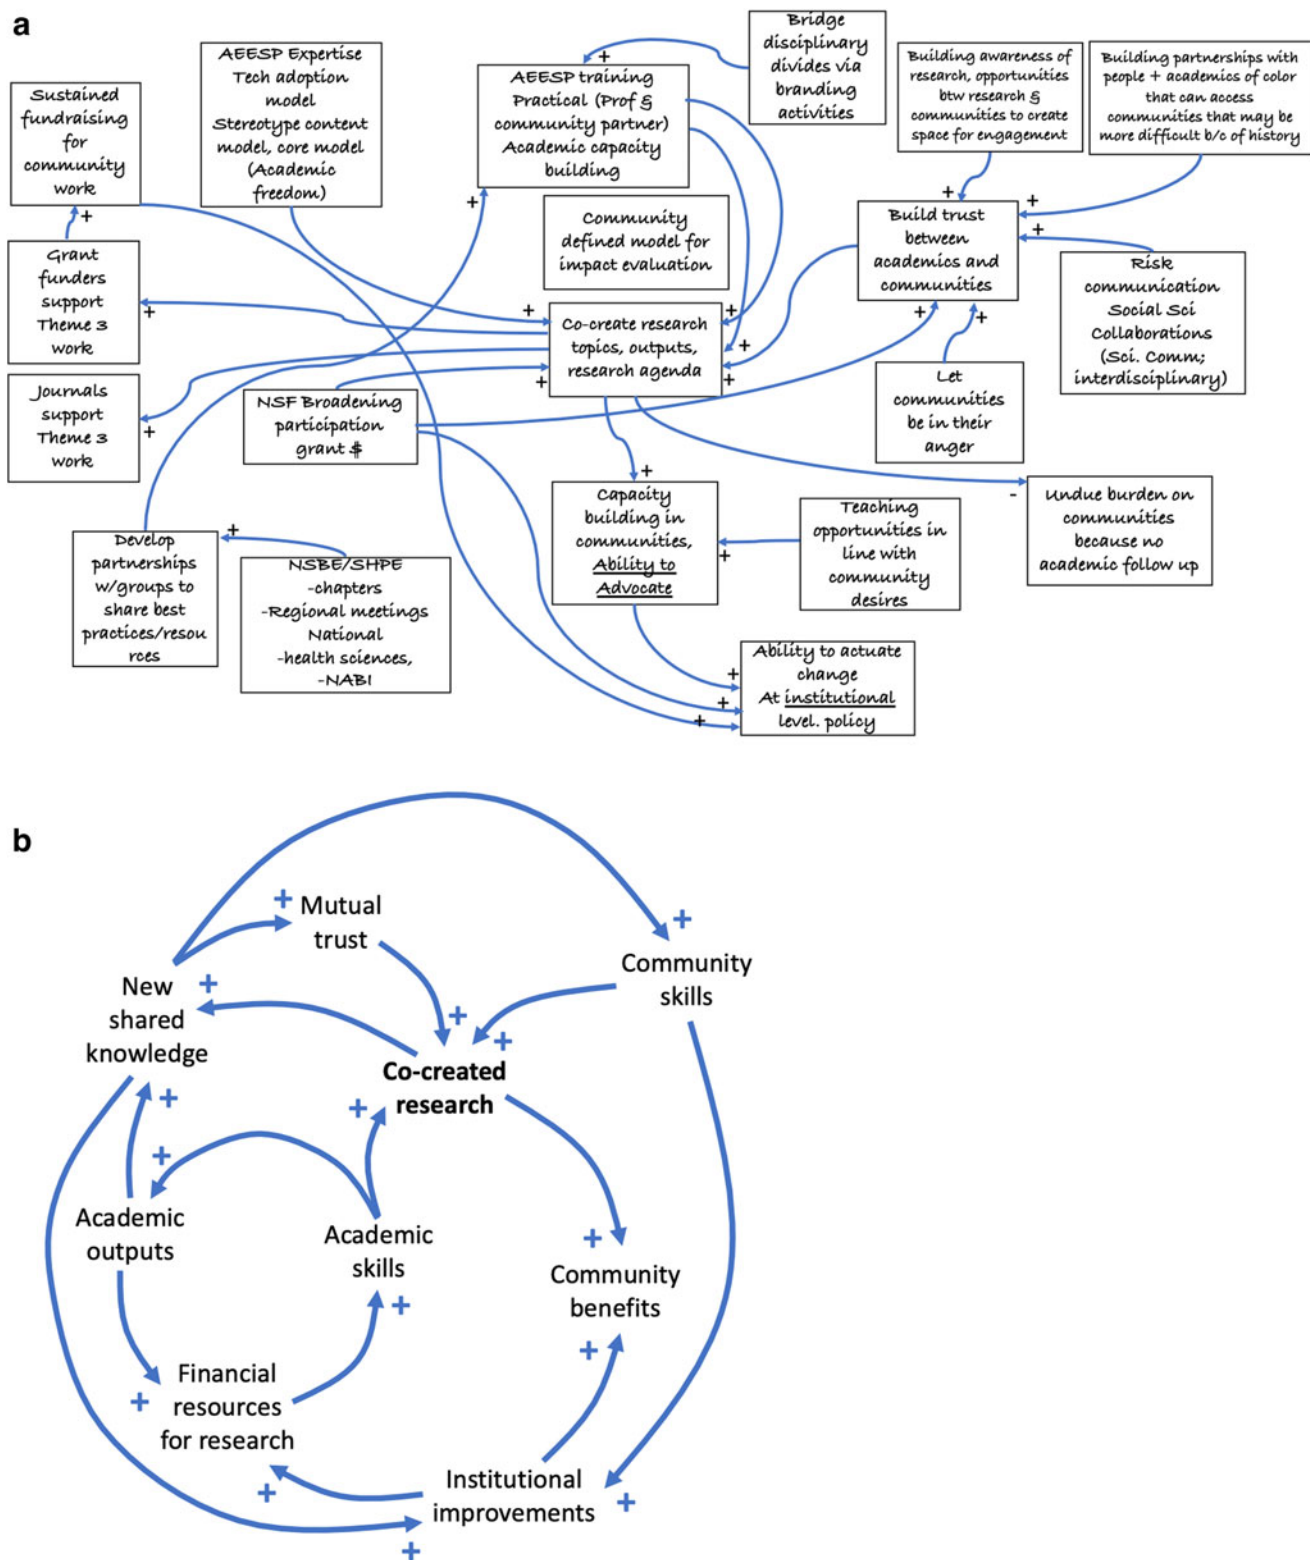 a
Sustained
fundraising
for
community
work
AEESP Expertise
Tech adoption
model
Stereotype content
model, core model
(Academic
freedom)
AEESP training
Practical (Prof &
community partner)
Academic capacity
building
Bridge
disciplinary
divides via
branding
activities
Building awareness of
research, opportunities
btw research &
communities to create
space for engagement
Building partnerships with
people + academics of color
that can access
communities that may be
more difficult b/c of history
Grant
funders
support
Theme 3
work
Community
defined model for
impact evaluation
Build trust
between
academics and
communities
Risk
communication
Social Sci
Collaborations
(Sci. Comm;
interdisciplinary)
Journals
support
Theme 3
work
NSF Broadening
participation
grant $
Co-create research
topics, outputs,
research agenda
Let
communities
be in their
anger
Develop
partnerships
w/groups to
share best
practices/resou
rces
NSBE/SHPE
-chapters
-Regional meetings
National
-health sciences,
-NABI
Capacity
building in
communities,
Ability to
Advocate
Teaching
opportunities in
line with
community
desires
Undue burden on
communities
because no
academic follow up
Ability to actuate
change
At institutional
level. policy
b
Mutual
trust
Community
skills
New
shared
knowledge
Co-created
research
Academic
outputs
Academic
skills
Community
benefits
Financial
resources
for research
Institutional
improvements